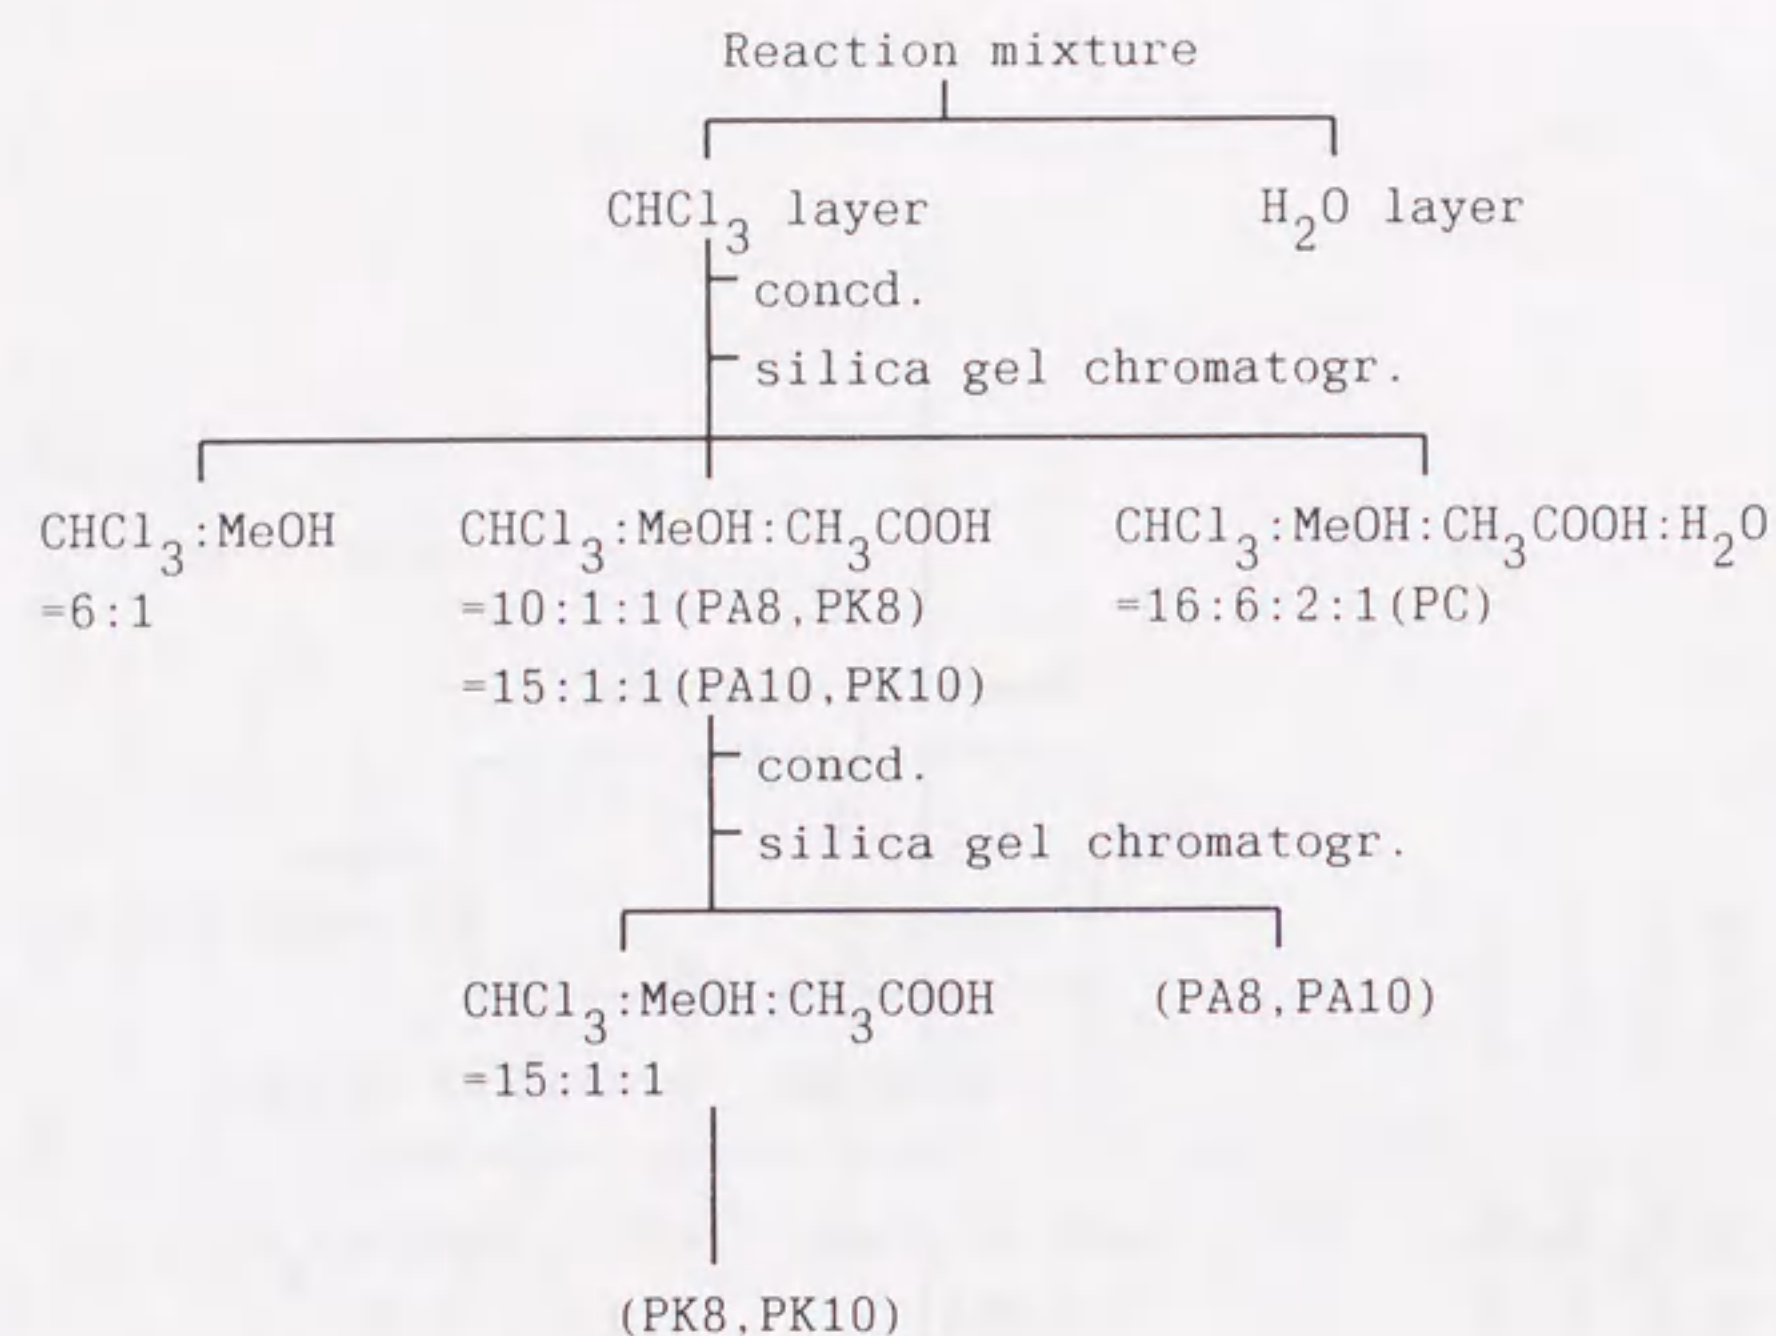 Reaction mixture
CHCl3 layer H2O layer
concd.
silica gel chromatogr.
CHCl3:MeOH CHCl3:MeOH:CH3COOH CHCl3:MeOH:CH3COOH:H2O
=6:1 =10:1:1(PA8,PK8) =16:6:2:1(PC)
=15:1:1(PA10,PK10)
concd.
silica gel chromatogr.
CHCl3:MeOH:CH3COOH (PA8,PA10)
=15:1:1
(PK8,PK10)